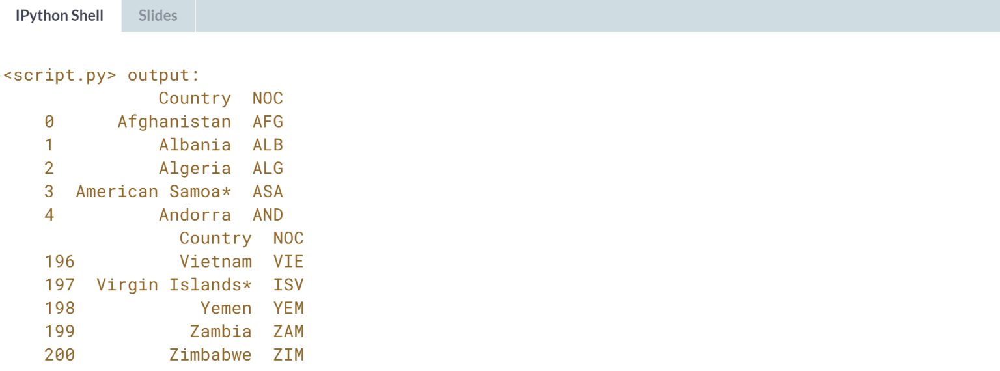 IPython Shell Slides
<script.py> output:
Country NOC
0 Afghanistan AFG
1 Albania ALB
2 Algeria ALG
3 American Samoa* ASA
4 Andorra AND
Country NOC
196 Vietnam VIE
197 Virgin Islands* ISV
198 Yemen YEM
199 Zambia ZAM
200 Zimbabwe ZIM